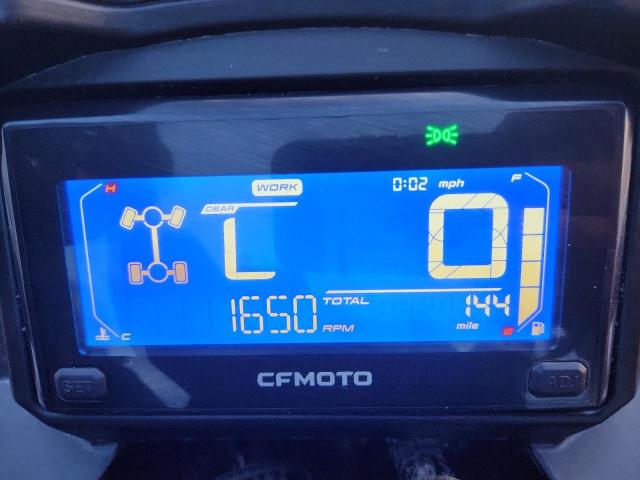 H WORK 0:02 mph F
GEAR L 0
1650 RPM TOTAL 144
C mile E
CFMOTO
SET ADJ